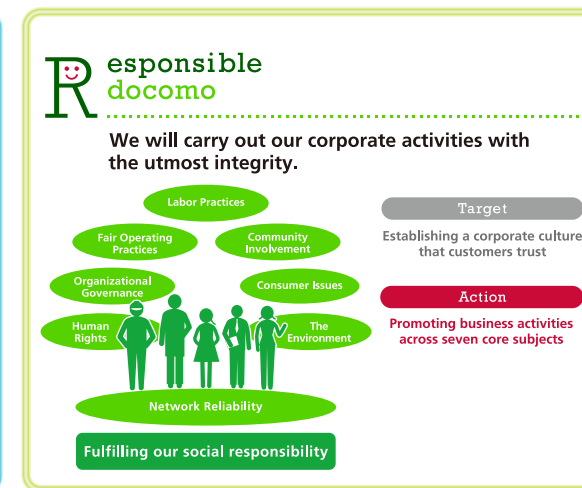 Responsible
docomo
We will carry out our corporate activities with
the utmost integrity.
Labor Practices
Fair Operating
Practices
Community
Involvement
Organizational
Governance
Consumer Issues
Human
Rights
The
Environment
Network Reliability
Fulfilling our social responsibility
Target
Establishing a corporate culture
that customers trust
Action
Promoting business activities
across seven core subjects